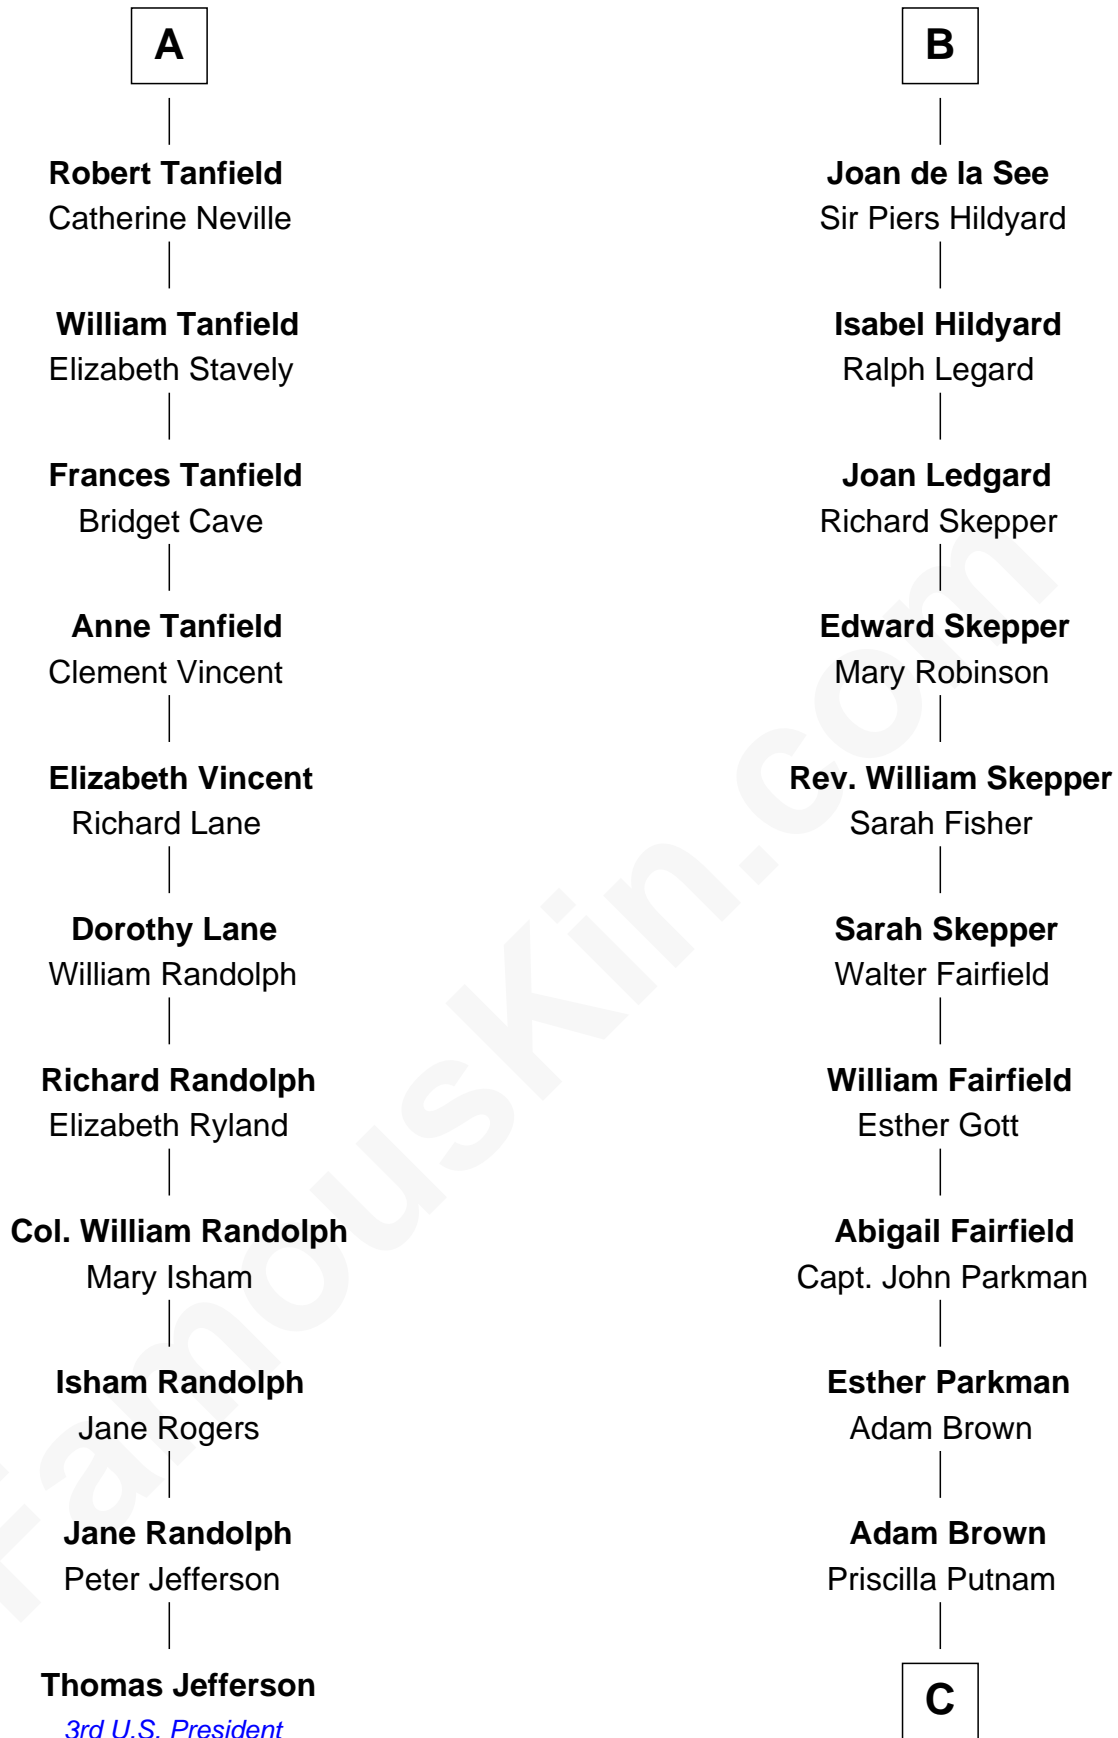 A
Robert Tanfield
Catherine Neville
William Tanfield
Elizabeth Stavely
Frances Tanfield
Bridget Cave
Anne Tanfield
Clement Vincent
Elizabeth Vincent
Richard Lane
Dorothy Lane
William Randolph
Richard Randolph
Elizabeth Ryland
Col. William Randolph
Mary Isham
Isham Randolph
Jane Rogers
Jane Randolph
Peter Jefferson
Thomas Jefferson
3rd U.S. President
B
Joan de la See
Sir Piers Hildyard
Isabel Hildyard
Ralph Legard
Joan Ledgard
Richard Skepper
Edward Skepper
Mary Robinson
Rev. William Skepper
Sarah Fisher
Sarah Skepper
Walter Fairfield
William Fairfield
Esther Gott
Abigail Fairfield
Capt. John Parkman
Esther Parkman
Adam Brown
Adam Brown
Priscilla Putnam
C
FamousKin.com